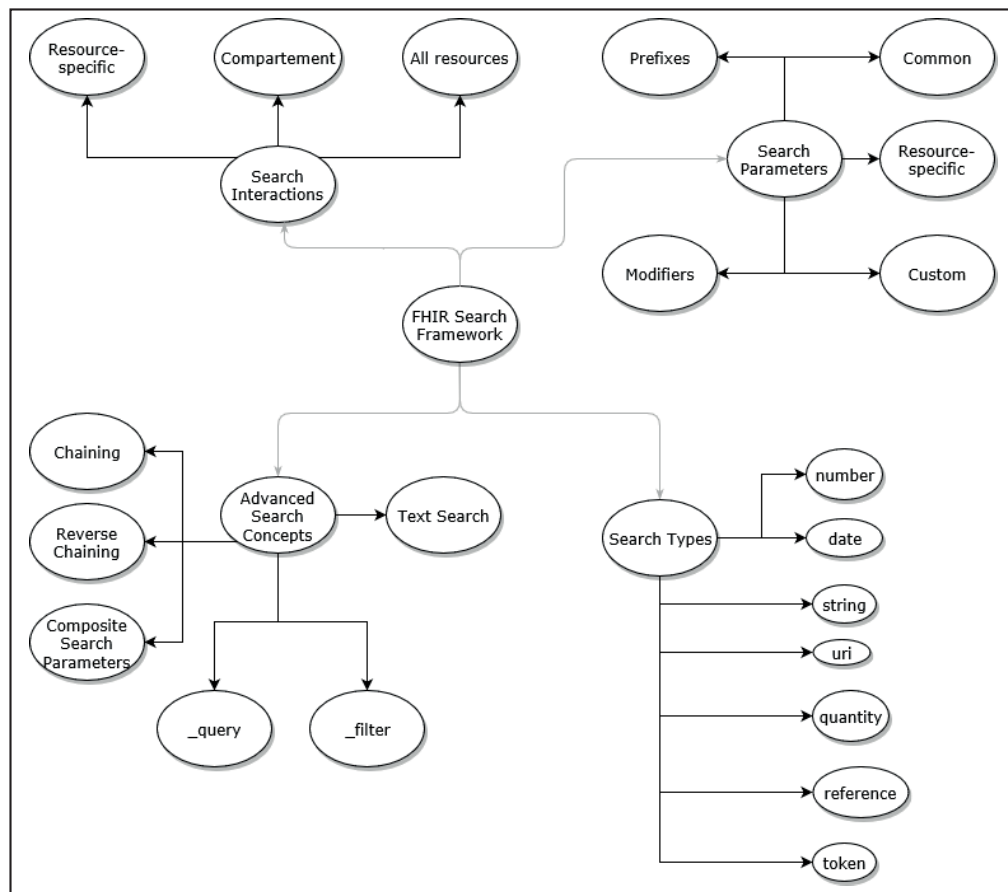 Resource-
specific
Compartement
All resources
Search
Interactions
Prefixes
Common
Search
Parameters
Resource-
specific
Modifiers
Custom
FHIR Search
Framework
Chaining
Reverse
Chaining
Composite
Search
Parameters
Advanced
Search
Concepts
Text Search
_query
_filter
Search Types
number
date
string
uri
quantity
reference
token